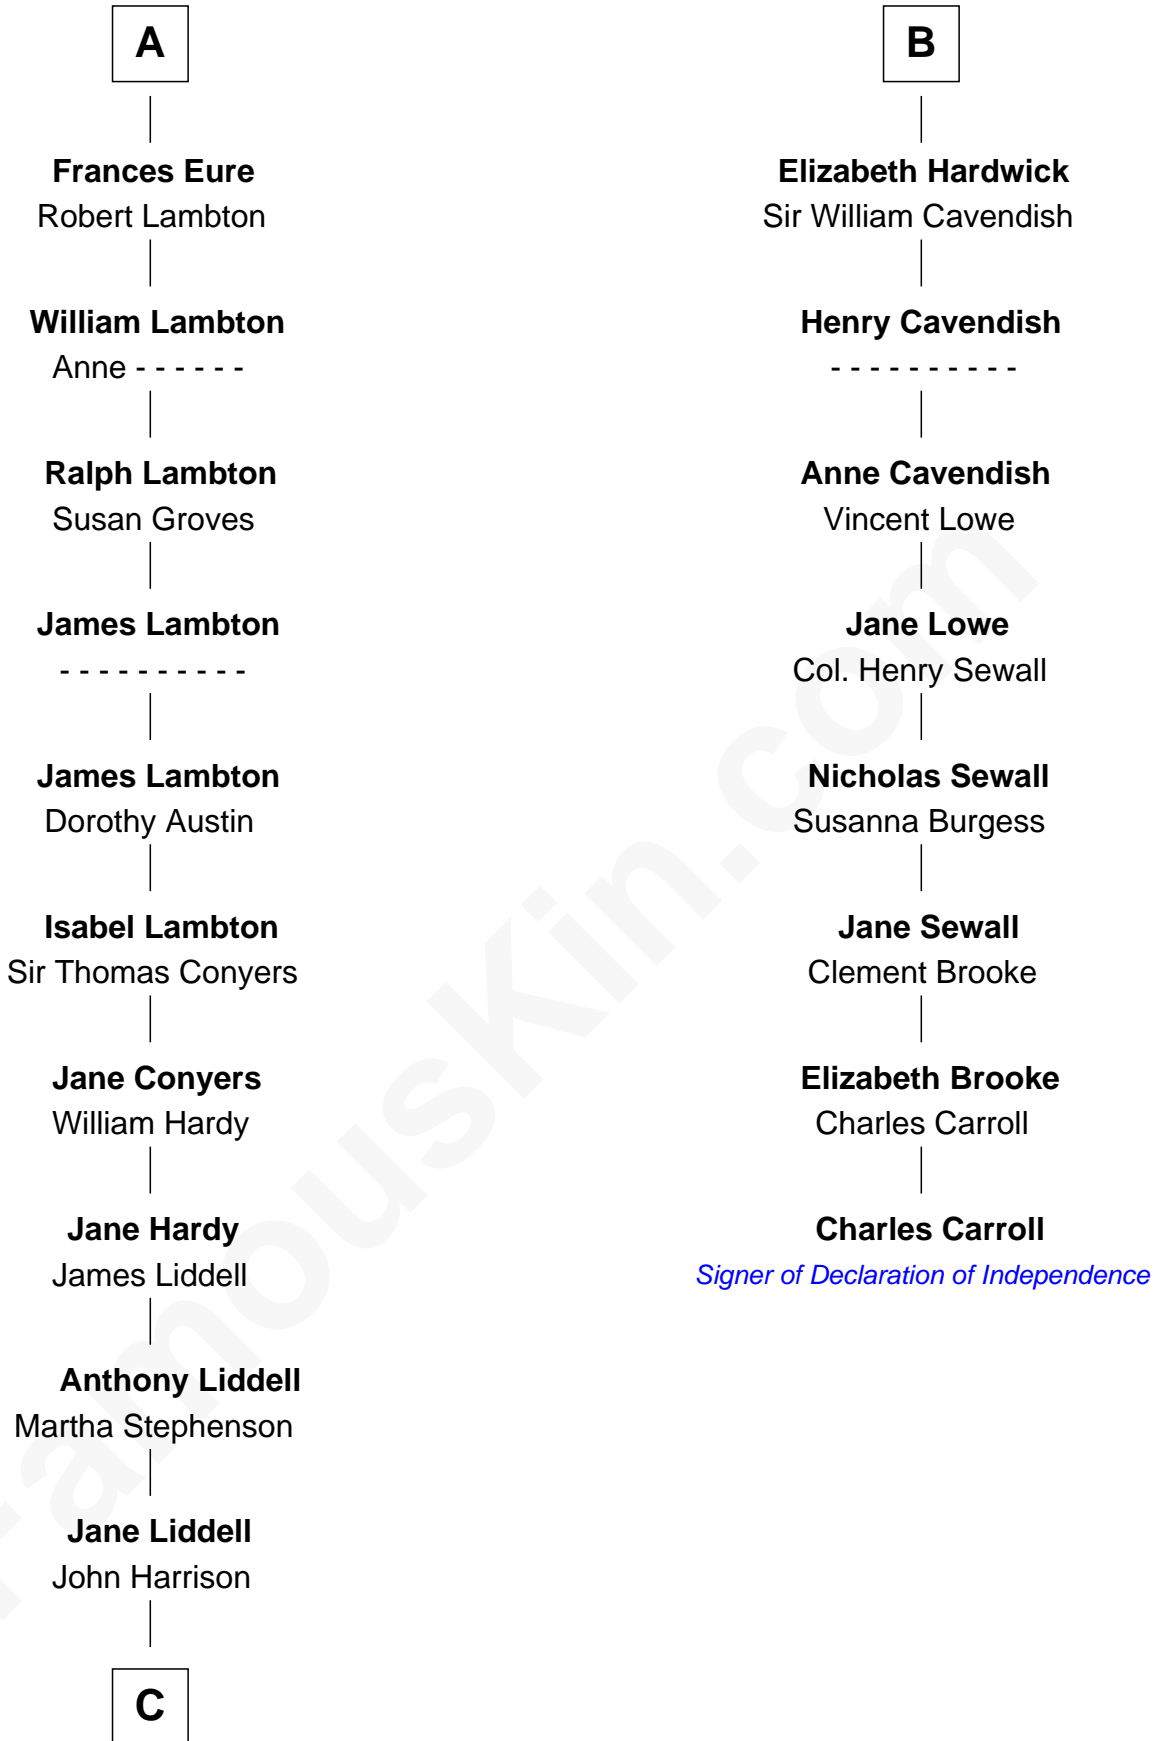 A
Frances Eure
Robert Lambton
William Lambton
Anne - - - - - -
Ralph Lambton
Susan Groves
James Lambton
- - - - - - - - - -
James Lambton
Dorothy Austin
Isabel Lambton
Sir Thomas Conyers
Jane Conyers
William Hardy
Jane Hardy
James Liddell
Anthony Liddell
Martha Stephenson
Jane Liddell
John Harrison
C
B
Elizabeth Hardwick
Sir William Cavendish
Henry Cavendish
- - - - - - - - - -
Anne Cavendish
Vincent Lowe
Jane Lowe
Col. Henry Sewall
Nicholas Sewall
Susanna Burgess
Jane Sewall
Clement Brooke
Elizabeth Brooke
Charles Carroll
Charles Carroll
Signer of Declaration of Independence
FamousKin.com